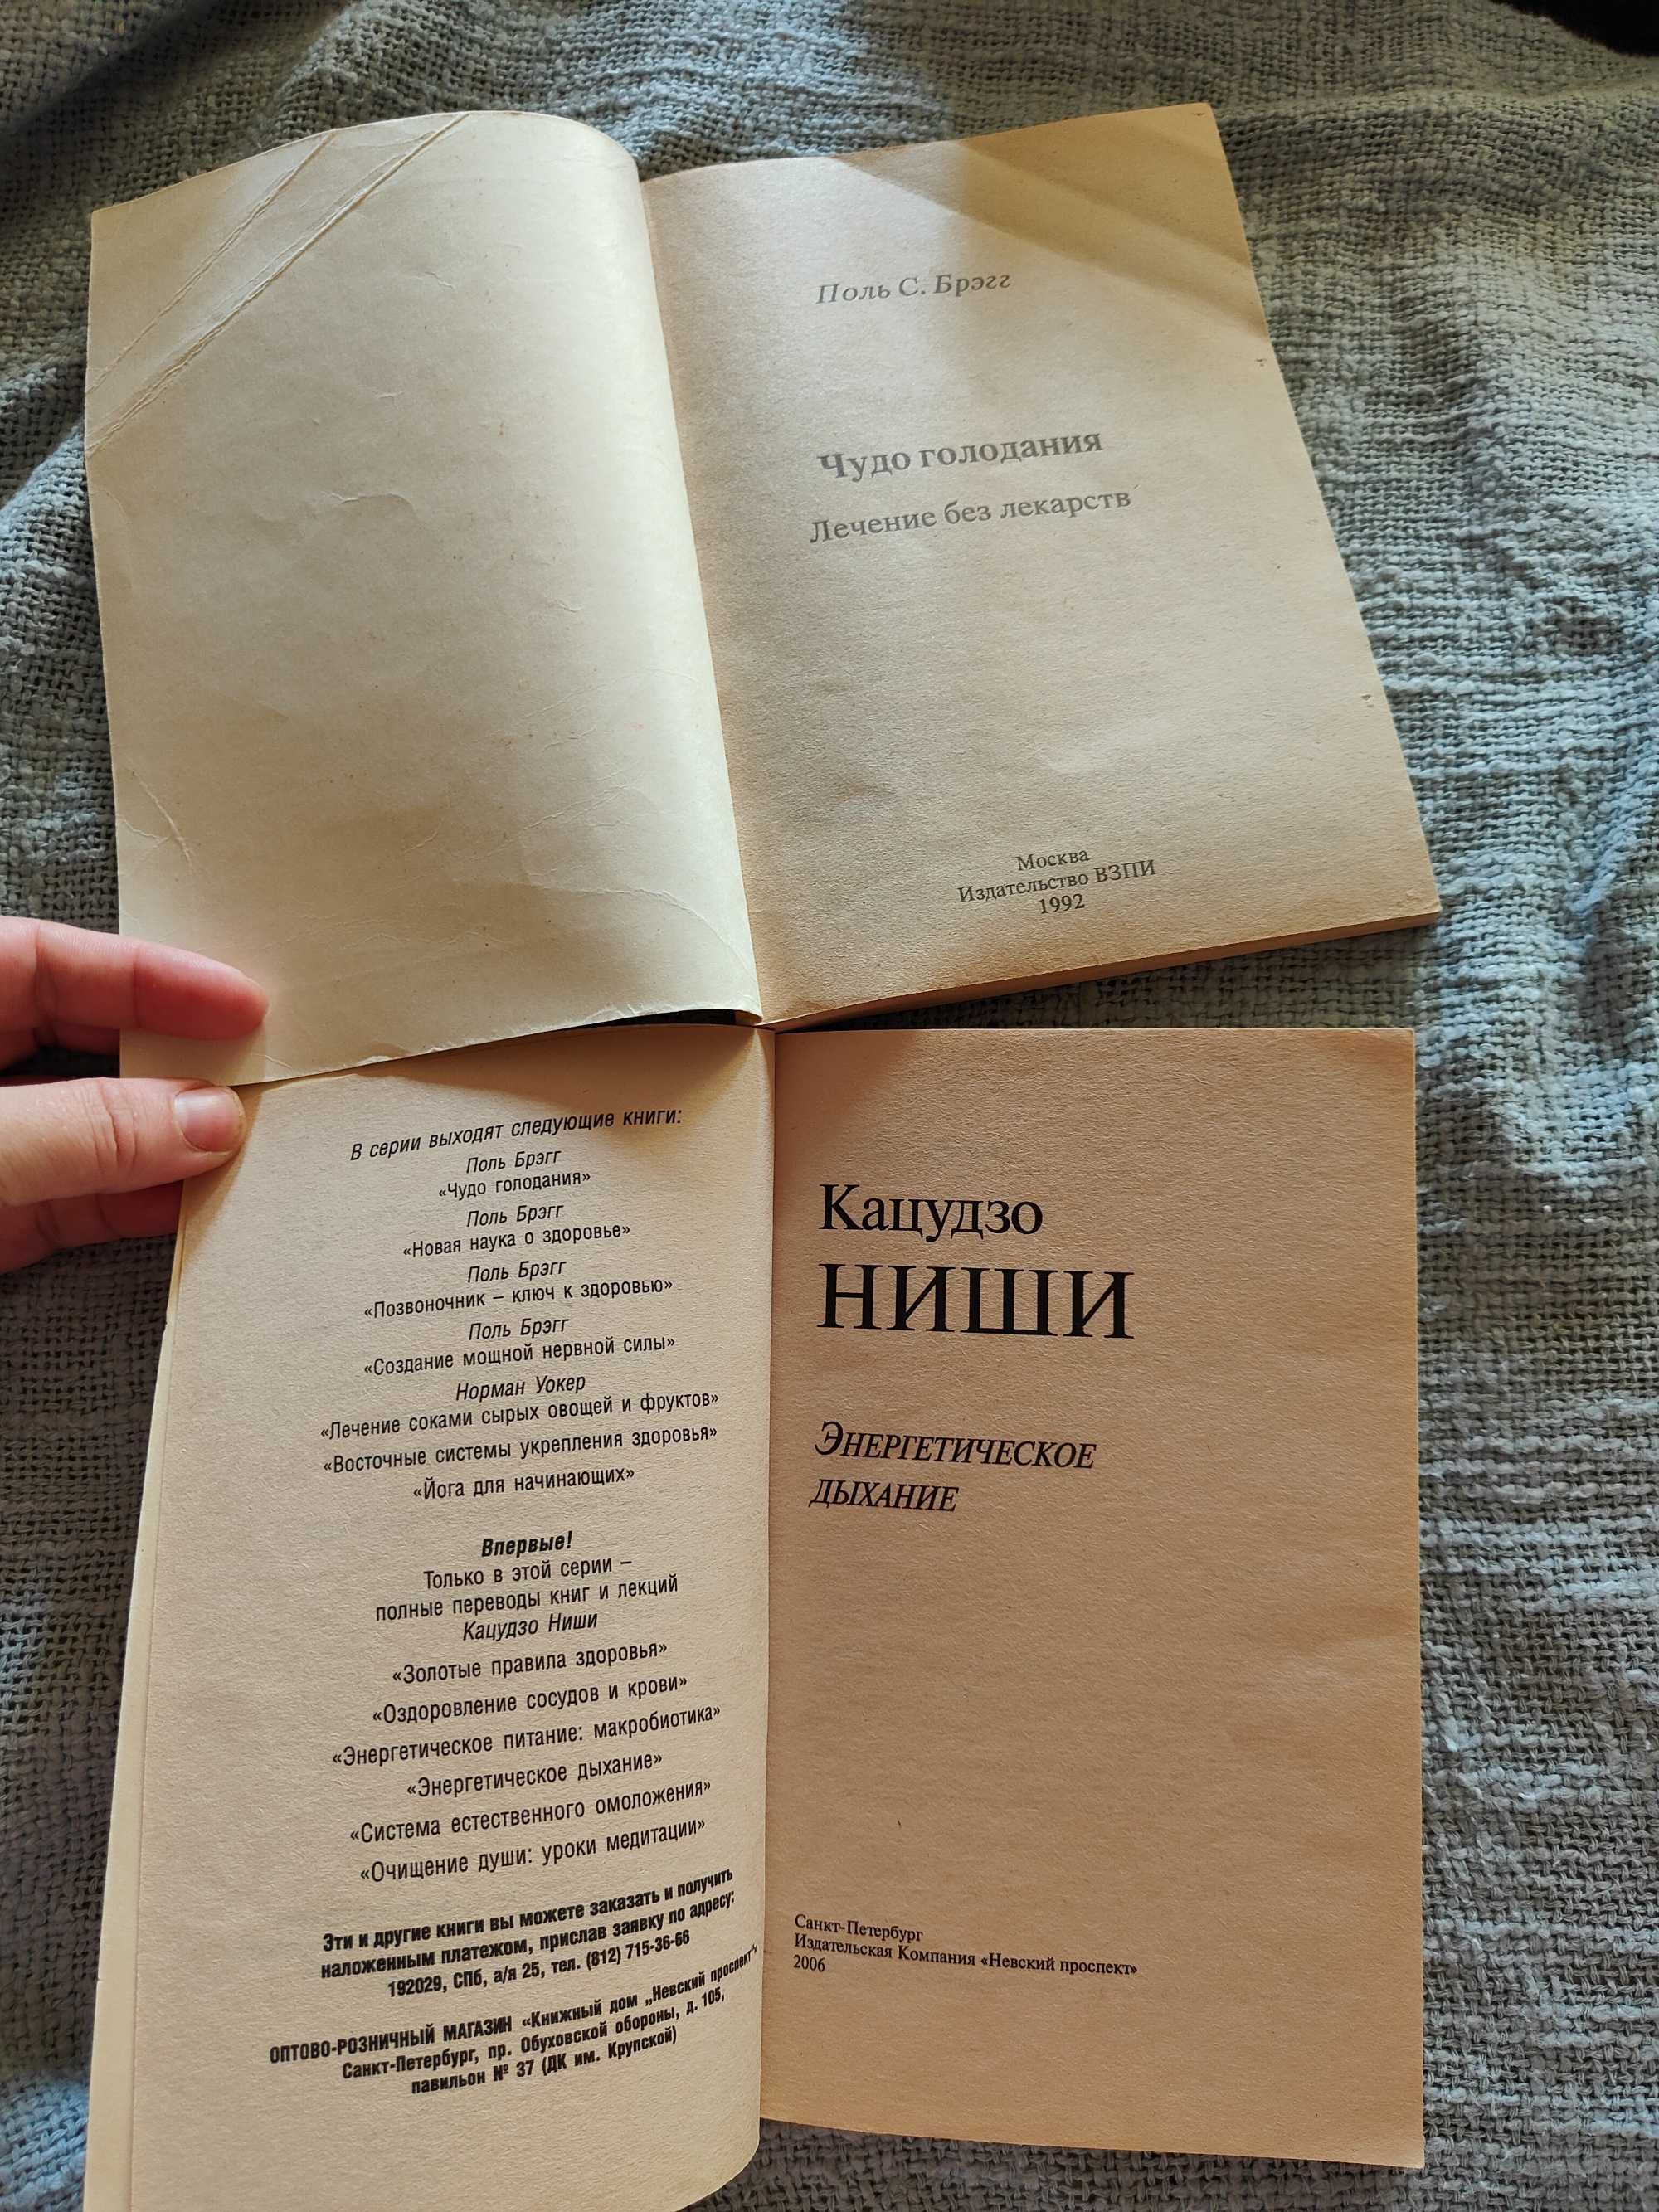 Поль С. Брэгг
Чудо голодания
Лечение без лекарств
Москва
Издательство ВЗПИ
1992
В серии выходят следующие книги:
Поль Брэгг
«Чудо голодания»
Поль Брэгг
«Новая наука о здоровье»
Поль Брэгг
«Позвоночник – ключ к здоровью»
Поль Брэгг
«Создание мощной нервной силы»
Норман Уокер
«Лечение соками сырых овощей и фруктов»
«Восточные системы укрепления здоровья»
«Йога для начинающих»
Впервые!
Только в этой серии –
полные переводы книг и лекций
Кацудзо Ниши
«Золотые правила здоровья»
«Оздоровление сосудов и крови»
«Энергетическое питание: макробиотика»
«Энергетическое дыхание»
«Система естественного омоложения»
«Очищение души: уроки медитации»
Эти и другие книги вы можете заказать и получить
наложенным платежом, прислав заявку по адресу:
192029, СПб, а/я 25, тел. (812) 715-36-66
ОПТОВО-РОЗНИЧНЫЙ МАГАЗИН «Книжный дом „Невский проспект“»,
Санкт-Петербург, пр. Обуховской обороны, д. 105,
павильон № 37 (ДК им. Крупской)
Кацудзо
НИШИ
ЭНЕРГЕТИЧЕСКОЕ
ДЫХАНИЕ
Санкт-Петербург
Издательская Компания «Невский проспект»
2006